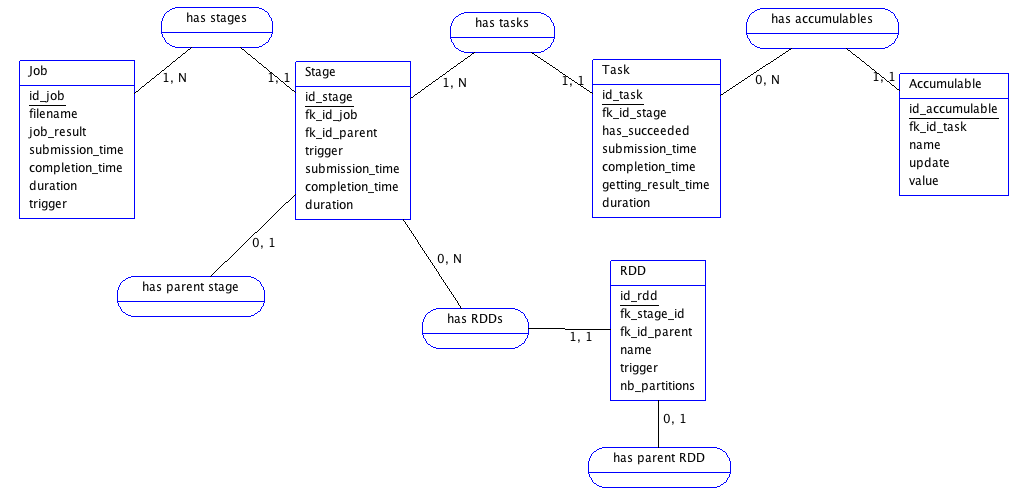 has stages
has tasks
has accumulables
1, N
1, 1
1, N
1, 1
0, N
1, 1
Job
id_job
filename
job_result
submission_time
completion_time
duration
trigger
Stage
id_stage
fk_id_job
fk_id_parent
trigger
submission_time
completion_time
duration
Task
id_task
fk_id_stage
has_succeeded
submission_time
completion_time
getting_result_time
duration
Accumulable
id_accumulable
fk_id_task
name
update
value
0, 1
has parent stage
0, N
has RDDs
1, 1
RDD
id_rdd
fk_stage_id
fk_id_parent
name
trigger
nb_partitions
0, 1
has parent RDD